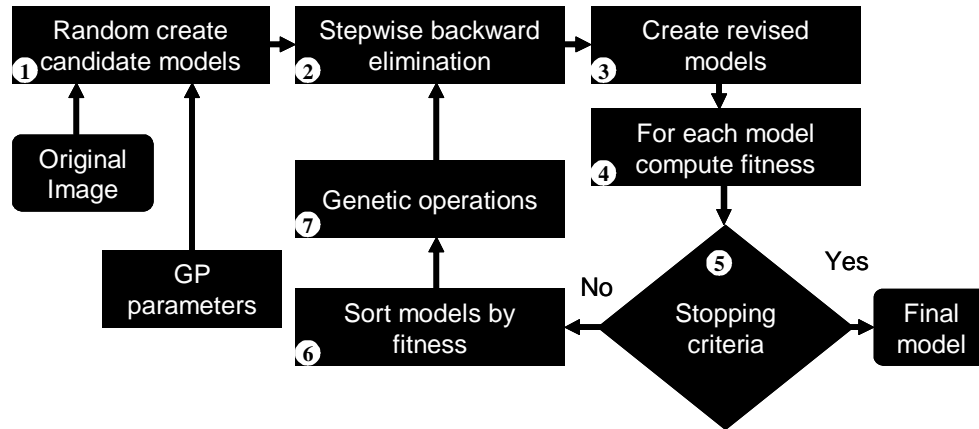 Random create
candidate models
1
Stepwise backward
elimination
2
Create revised
models
3
Original
Image
For each model
compute fitness
4
Genetic operations
7
GP
parameters
5
Stopping
criteria
No
Yes
Sort models by
fitness
6
Final
model